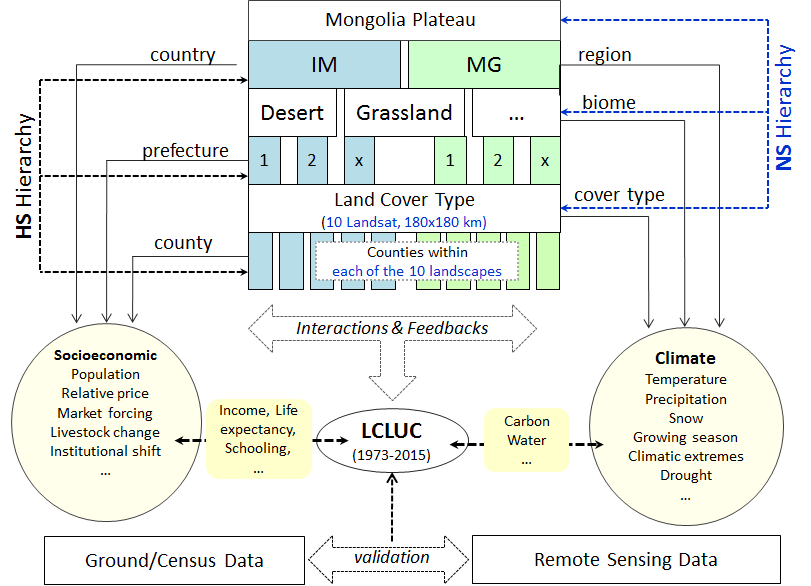 Mongolia Plateau
country
IM
MG
region
Desert
Grassland
...
biome
prefecture
1
2
x
1
2
x
Land Cover Type
(10 Landsat, 180x180 km)
cover type
county
Counties within
each of the 10 landscapes
HS Hierarchy
NS Hierarchy
Interactions & Feedbacks
Socioeconomic
Population
Relative price
Market forcing
Livestock change
Institutional shift
...
Income, Life
expectancy,
Schooling,
...
LCLUC
(1973-2015)
Carbon
Water
...
Climate
Temperature
Precipitation
Snow
Growing season
Climatic extremes
Drought
...
Ground/Census Data
validation
Remote Sensing Data